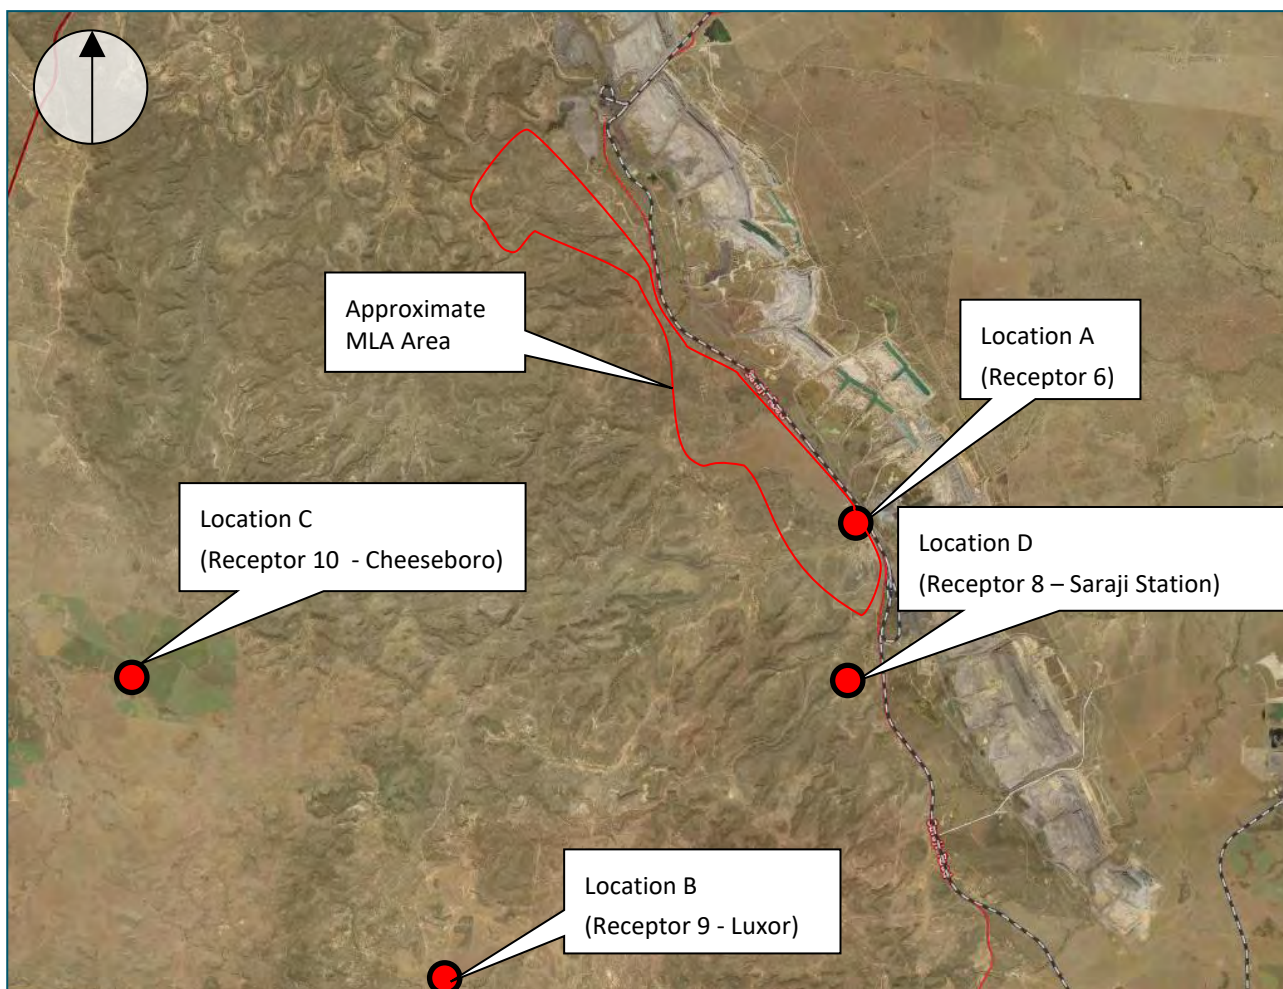 Approximate
MLA Area
Location A
(Receptor 6)
Location C
(Receptor 10 - Cheeseboro)
Location D
(Receptor 8 – Saraji Station)
Location B
(Receptor 9 - Luxor)